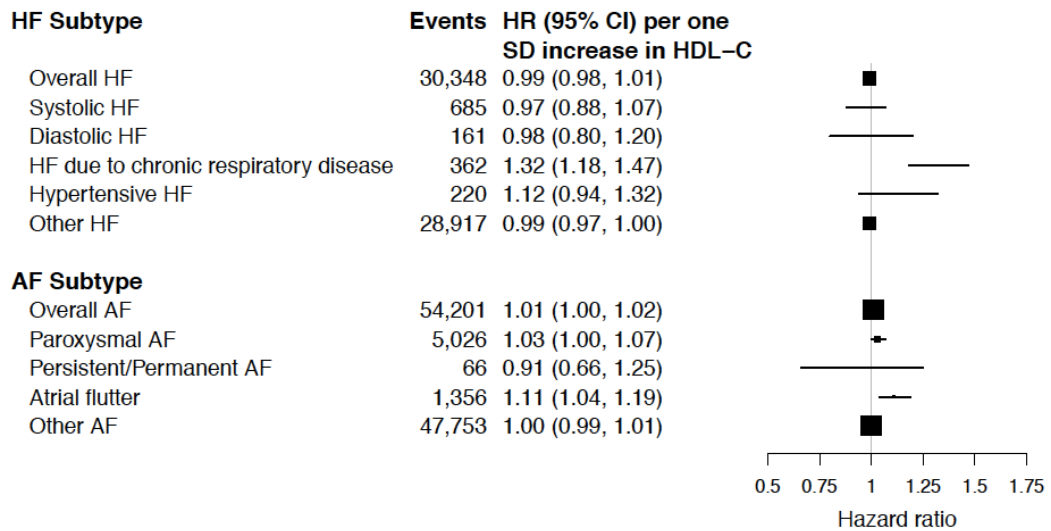 HF Subtype Events HR (95% CI) per one
SD increase in HDL–C
Overall HF 30,348 0.99 (0.98, 1.01)
Systolic HF 685 0.97 (0.88, 1.07)
Diastolic HF 161 0.98 (0.80, 1.20)
HF due to chronic respiratory disease 362 1.32 (1.18, 1.47)
Hypertensive HF 220 1.12 (0.94, 1.32)
Other HF 28,917 0.99 (0.97, 1.00)
AF Subtype
Overall AF 54,201 1.01 (1.00, 1.02)
Paroxysmal AF 5,026 1.03 (1.00, 1.07)
Persistent/Permanent AF 66 0.91 (0.66, 1.25)
Atrial flutter 1,356 1.11 (1.04, 1.19)
Other AF 47,753 1.00 (0.99, 1.01)
0.5 0.75 1 1.25 1.5 1.75
Hazard ratio